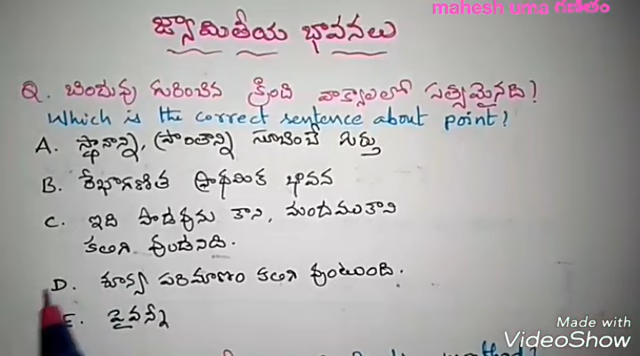 mahesh uma గణితం
జ్యామితీయ భావనలు
Q. బిందువు గురించిన క్రింది వాక్యాలలో సత్యమైనది?
Which is the correct sentence about point?
A. స్థానాన్ని, ప్రాంతాన్ని సూచించే గుర్తు
B. రేఖాగణిత ప్రాథమిక భావన
C. ఇది పొడవును కాని, మందముకాని
కలిగి వుండనిది.
D. శూన్య పరిమాణం కలిగి వుంటుంది.
E. పైవన్నీ
Made with
VideoShow